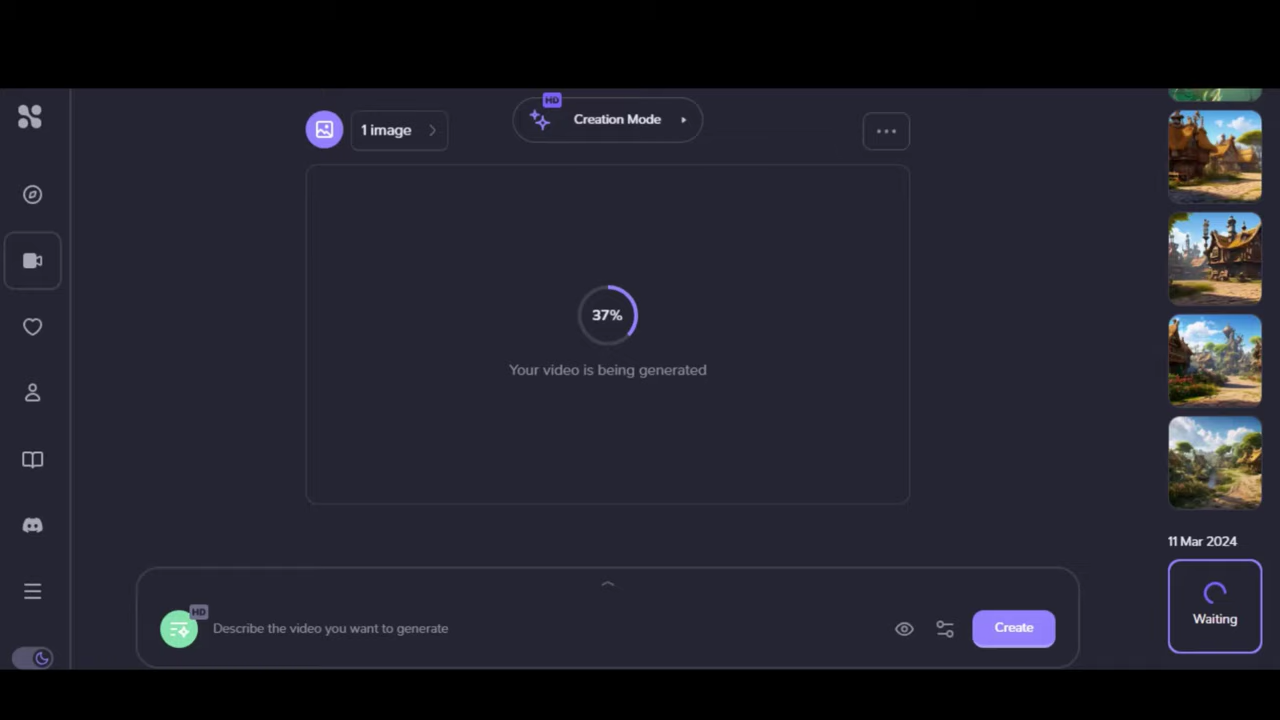 HD
1 image
Creation Mode
37%
Your video is being generated
HD
Describe the video you want to generate
Create
11 Mar 2024
Waiting